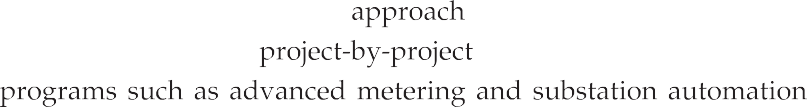 approach
project-by-project
programs such as advanced metering and substation automation